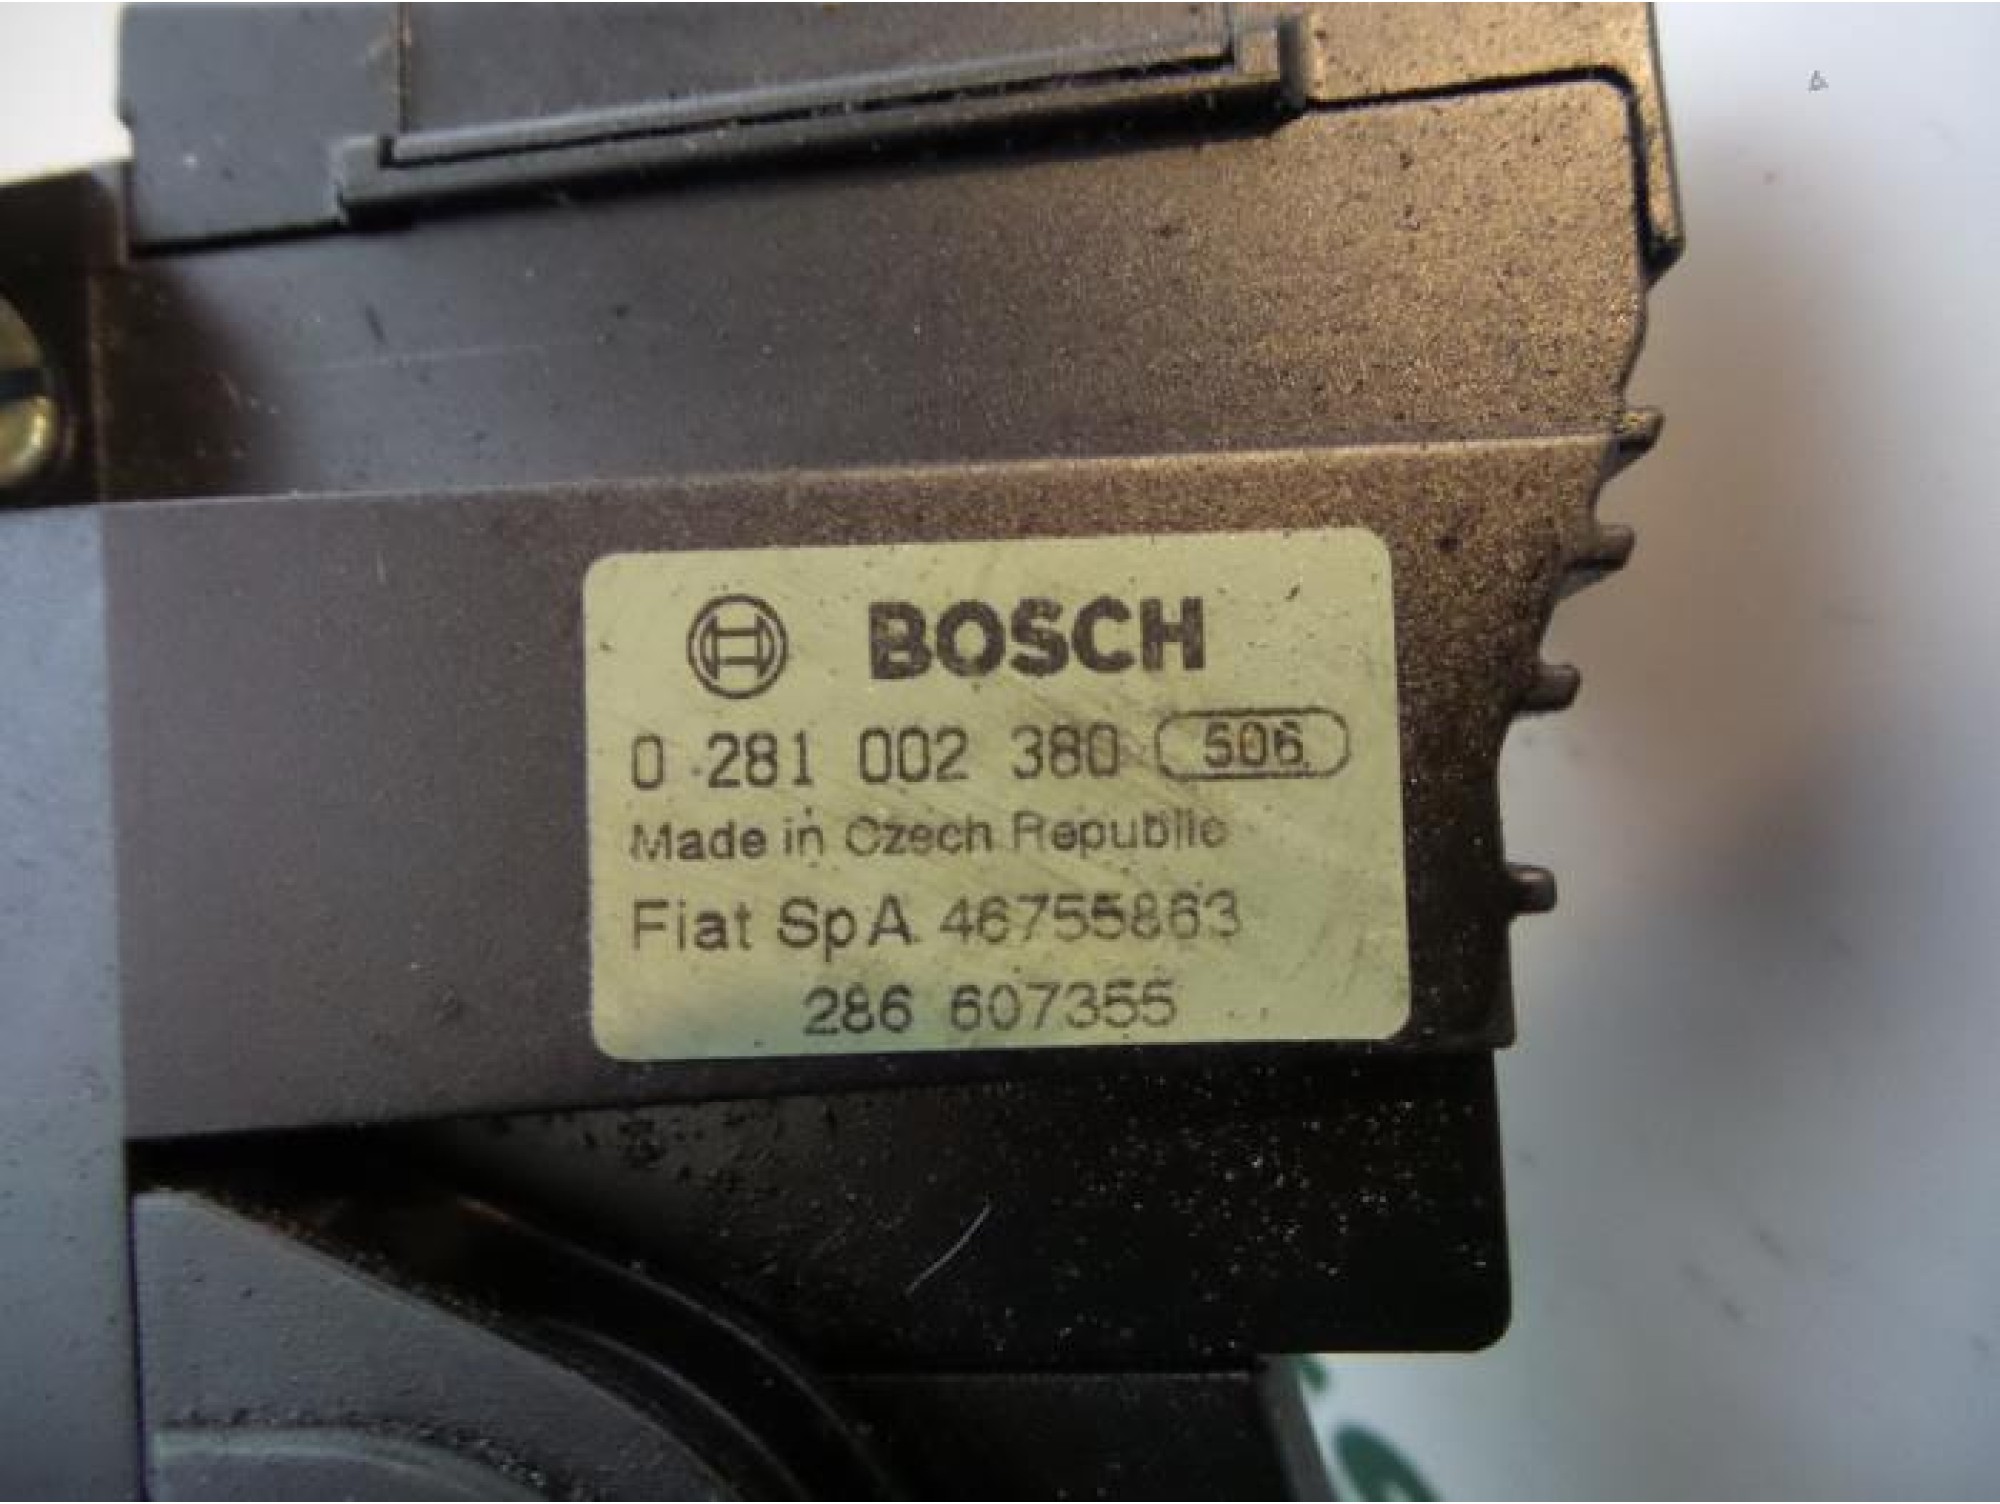 BOSCH
0 281 002 380 506
Made in Czech Republic
Fiat SpA 46755863
286 607355